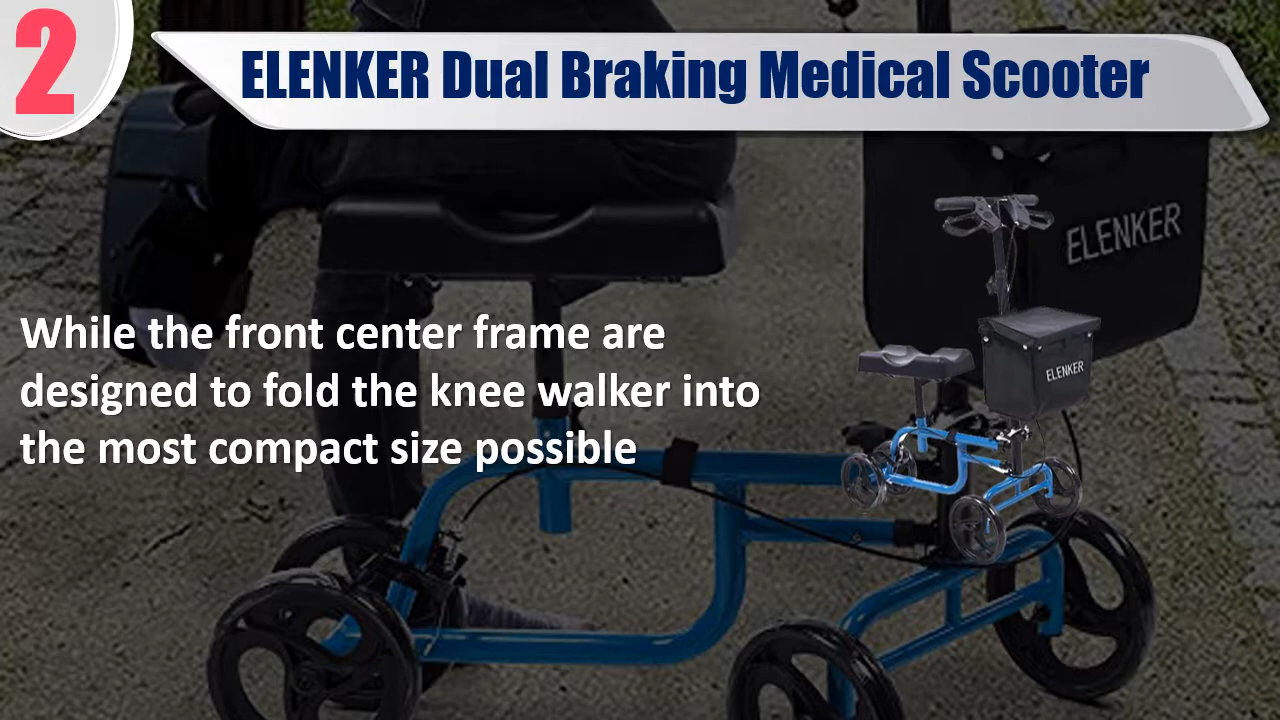 2
ELENKER Dual Braking Medical Scooter
ELENKER
ELENKER
While the front center frame are
designed to fold the knee walker into
the most compact size possible